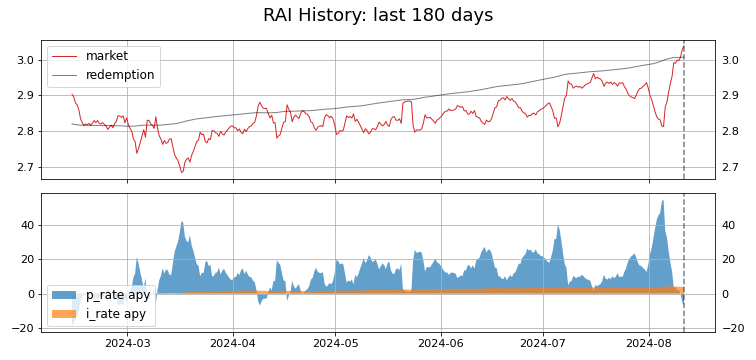 RAI History: last 180 days
market
redemption
3.0 3.0
2.9 2.9
2.8 2.8
2.7 2.7
40 40
20 20
0 0
−20 −20
p_rate apy
i_rate apy
2024-03 2024-04 2024-05 2024-06 2024-07 2024-08